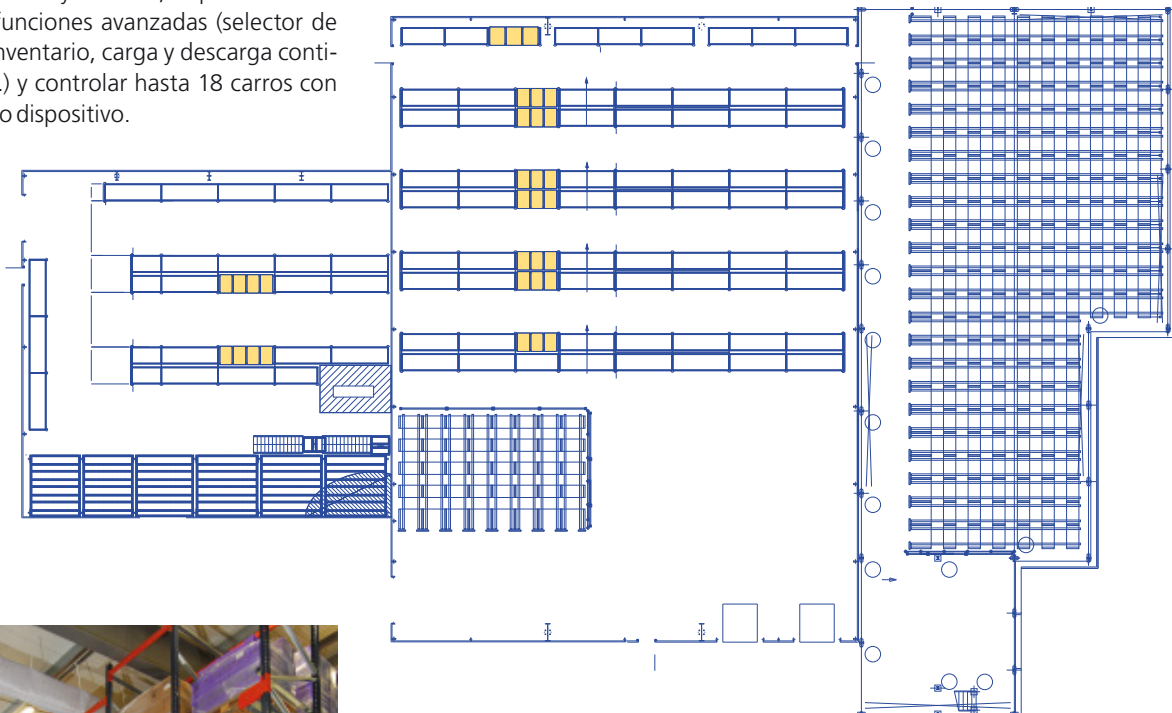 funciones avanzadas (selector de
nventario, carga y descarga conti-
.) y controlar hasta 18 carros con
o dispositivo.